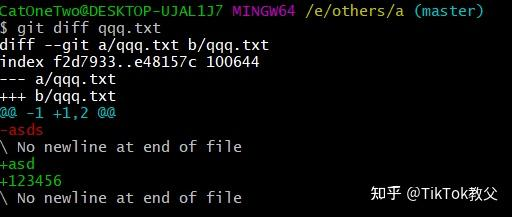 CatOneTwo@DESKTOP-UJAL1J7 MINGW64 /e/others/a (master)
$ git diff qqq.txt
diff --git a/qqq.txt b/qqq.txt
index f2d7933..e48157c 100644
--- a/qqq.txt
+++ b/qqq.txt
@@ -1 +1,2 @@
-asds
\ No newline at end of file
+asd
+123456
\ No newline at end of file
知乎 @TikTok教父